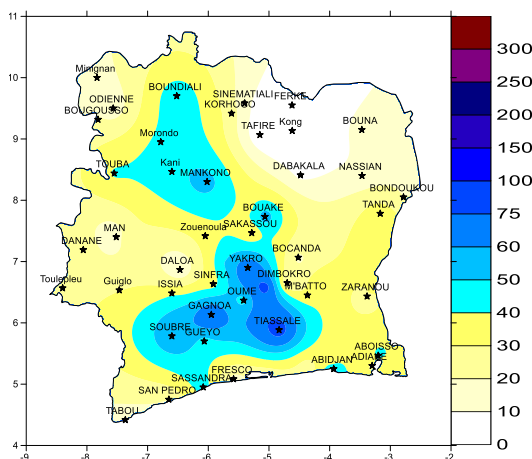 11
300
Minignan
10
BOUNDIALI
250
ODIENNE
SINEMATIALI
FERKE
BOUGOUSSO
KORHOGO
200
TAFIRE
Kong
BOUNA
9
Morondo
150
TOUBA
Kani
MANKONO
DABAKALA
NASSIAN
100
BONDOUKOU
8
BOUAKE
TANDA
75
Zouenoula
SAKASSOU
MAN
60
DANANE
BOCANDA
7
DALOA
YAKRO
50
Toulepleu
Guiglo
SINFRA
DIMBOKRO
ISSIA
OUME
M'BATTO
ZARANOU
40
GAGNOA
TIASSALE
6
SOUBRE
GUEYO
30
ABOISSO
FRESCO
ABIDJAN
ADIAKE
20
SASSANDRA
5
SAN PEDRO
TABOU
10
4
0
-9
-8
-7
-6
-5
-4
-3
-2